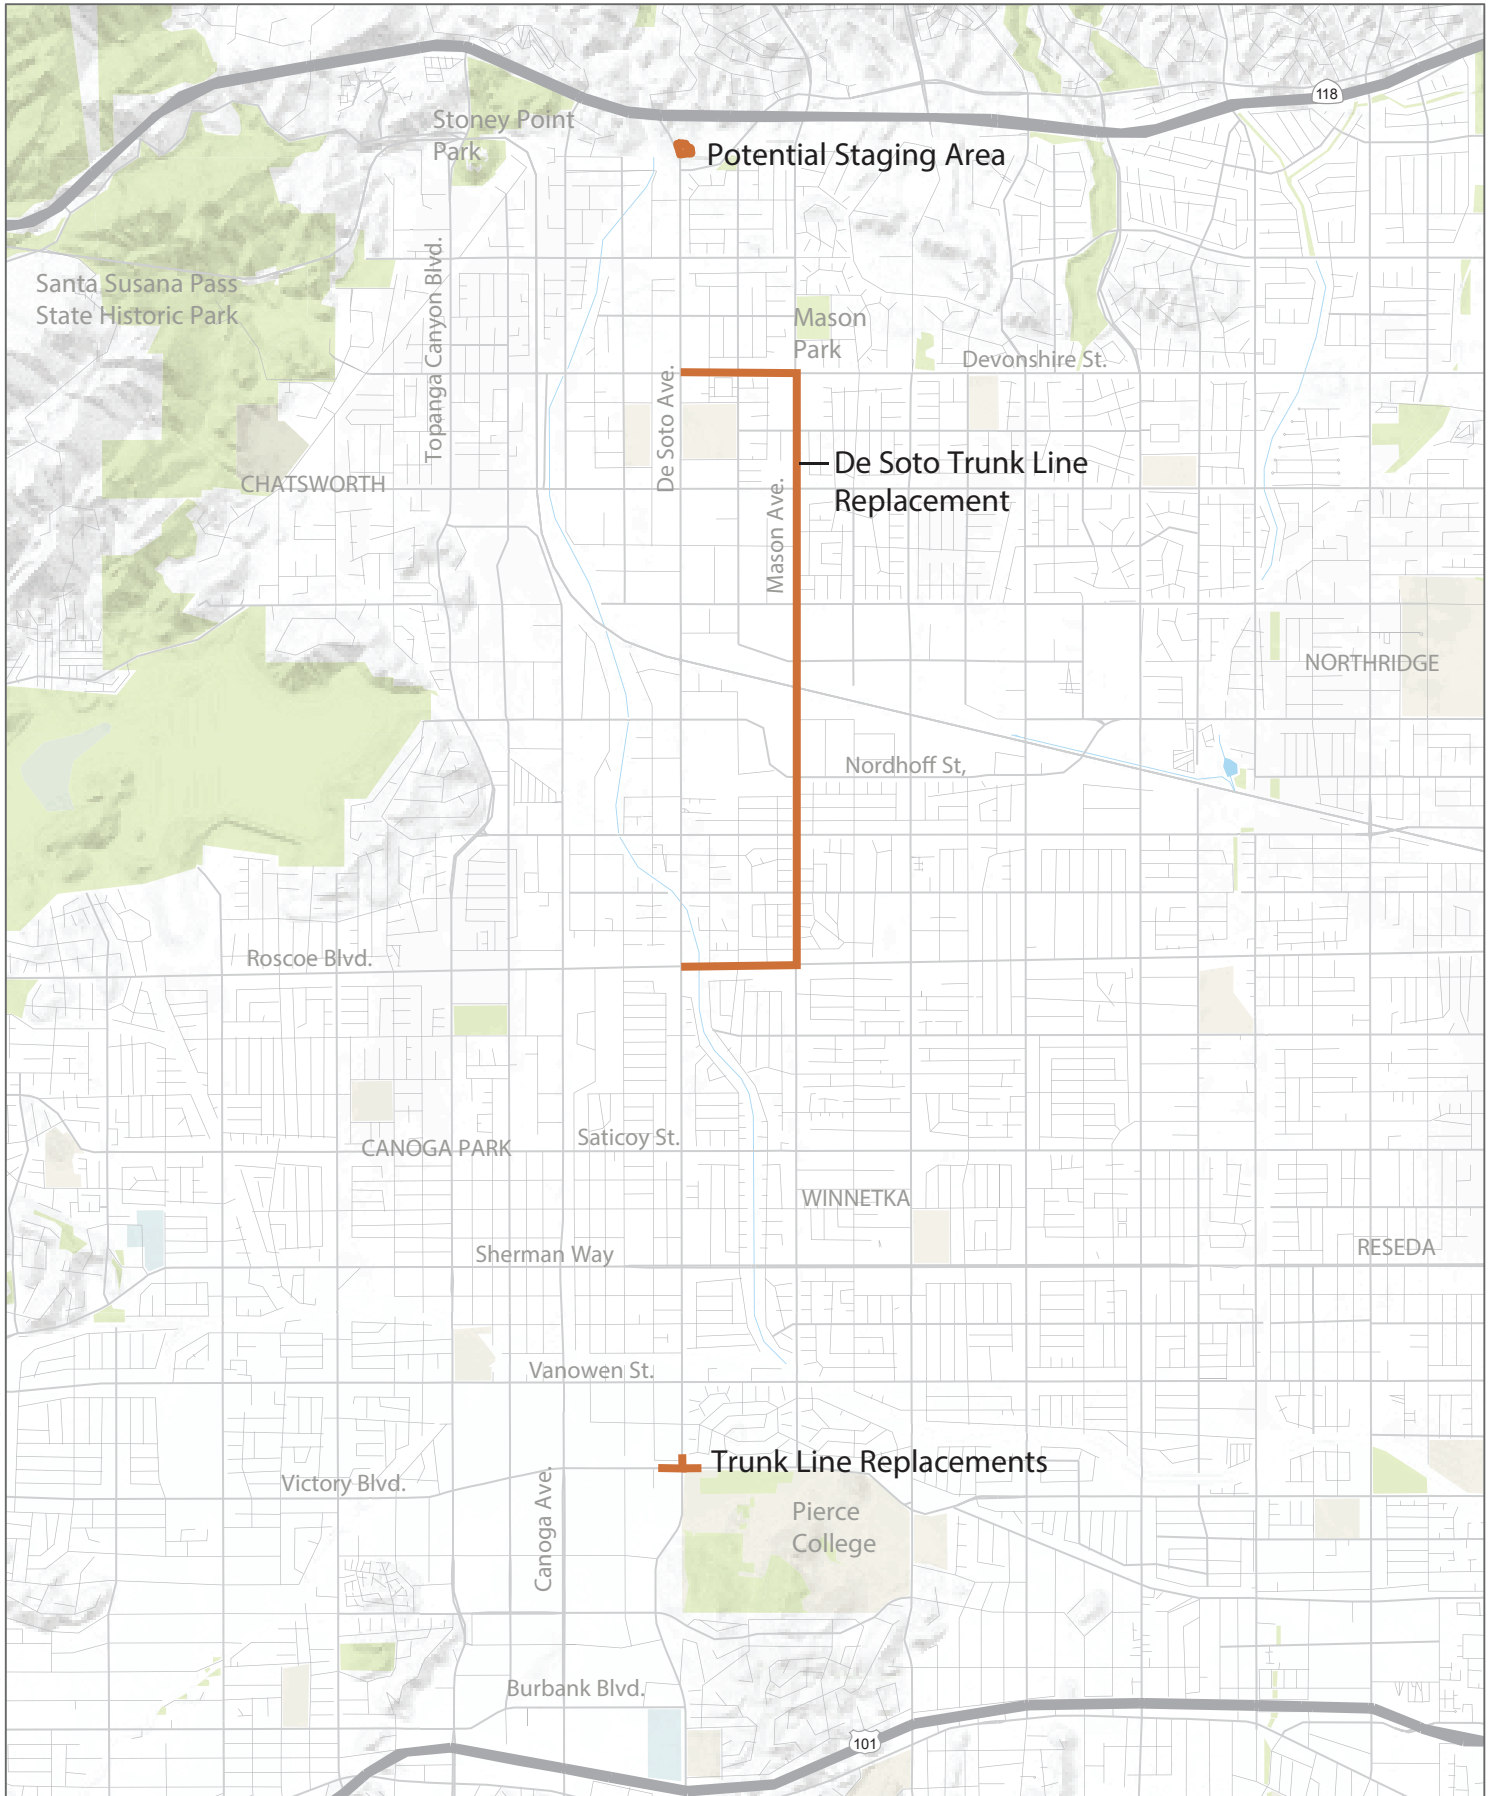 118
Stoney Point
Park
Potential Staging Area
Santa Susana Pass
State Historic Park
Topanga Canyon Blvd.
Mason
Park
Devonshire St.
De Soto Ave.
De Soto Trunk Line
Replacement
CHATSWORTH
Mason Ave.
NORTHRIDGE
Nordhoff St,
Roscoe Blvd.
Saticoy St.
CANOGA PARK
WINNETKA
Sherman Way
RESEDA
Vanowen St.
Trunk Line Replacements
Victory Blvd.
Canoga Ave.
Pierce
College
Burbank Blvd.
101